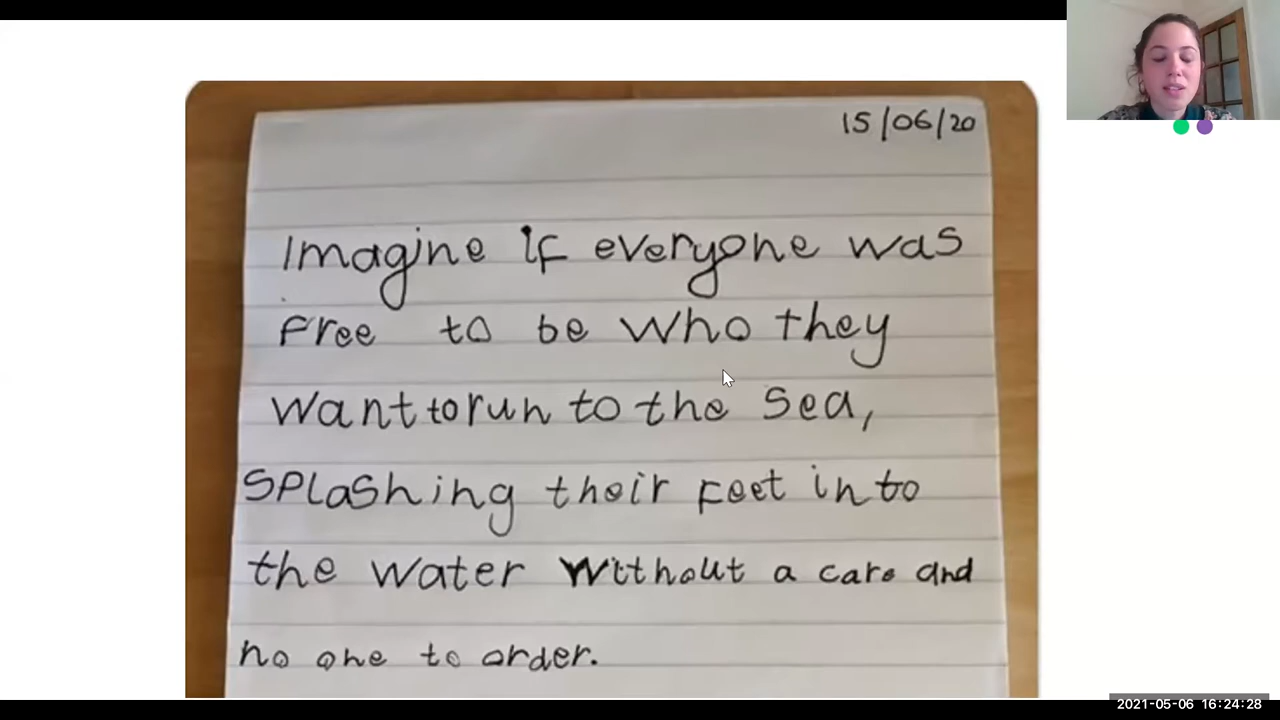 15/06/20
Imagine if everyone was
free to be who they
want to run to the sea,
splashing their feet into
the water without a care and
no one to order.
2021-05-06 16:24:28